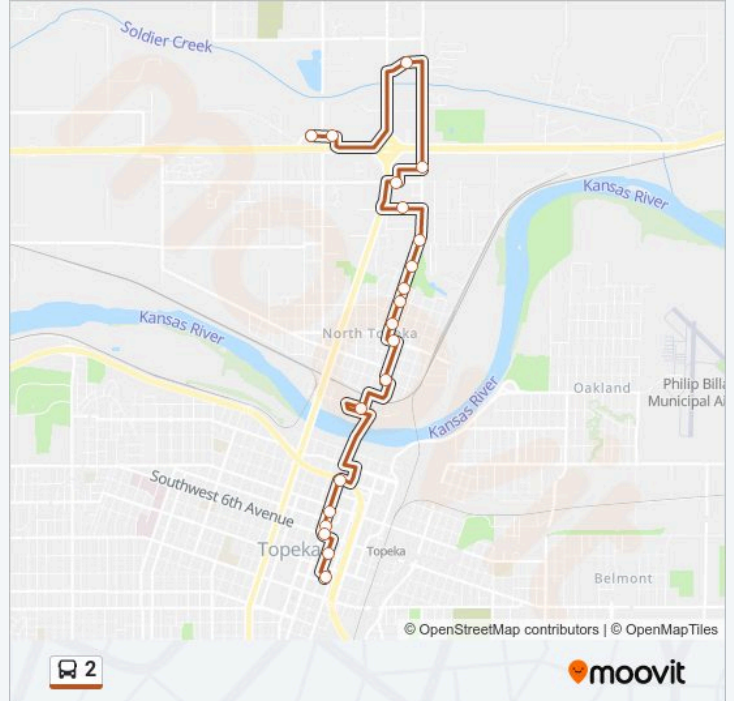 Soldier Creek
Kansas River
Kansas River
North Topeka
Kansas River
Oakland
Philip Billa
Municipal Ai
Southwest 6th Avenue
Topeka
Topeka
Belmont
© OpenStreetMap contributors | © OpenMapTiles
2
moovit